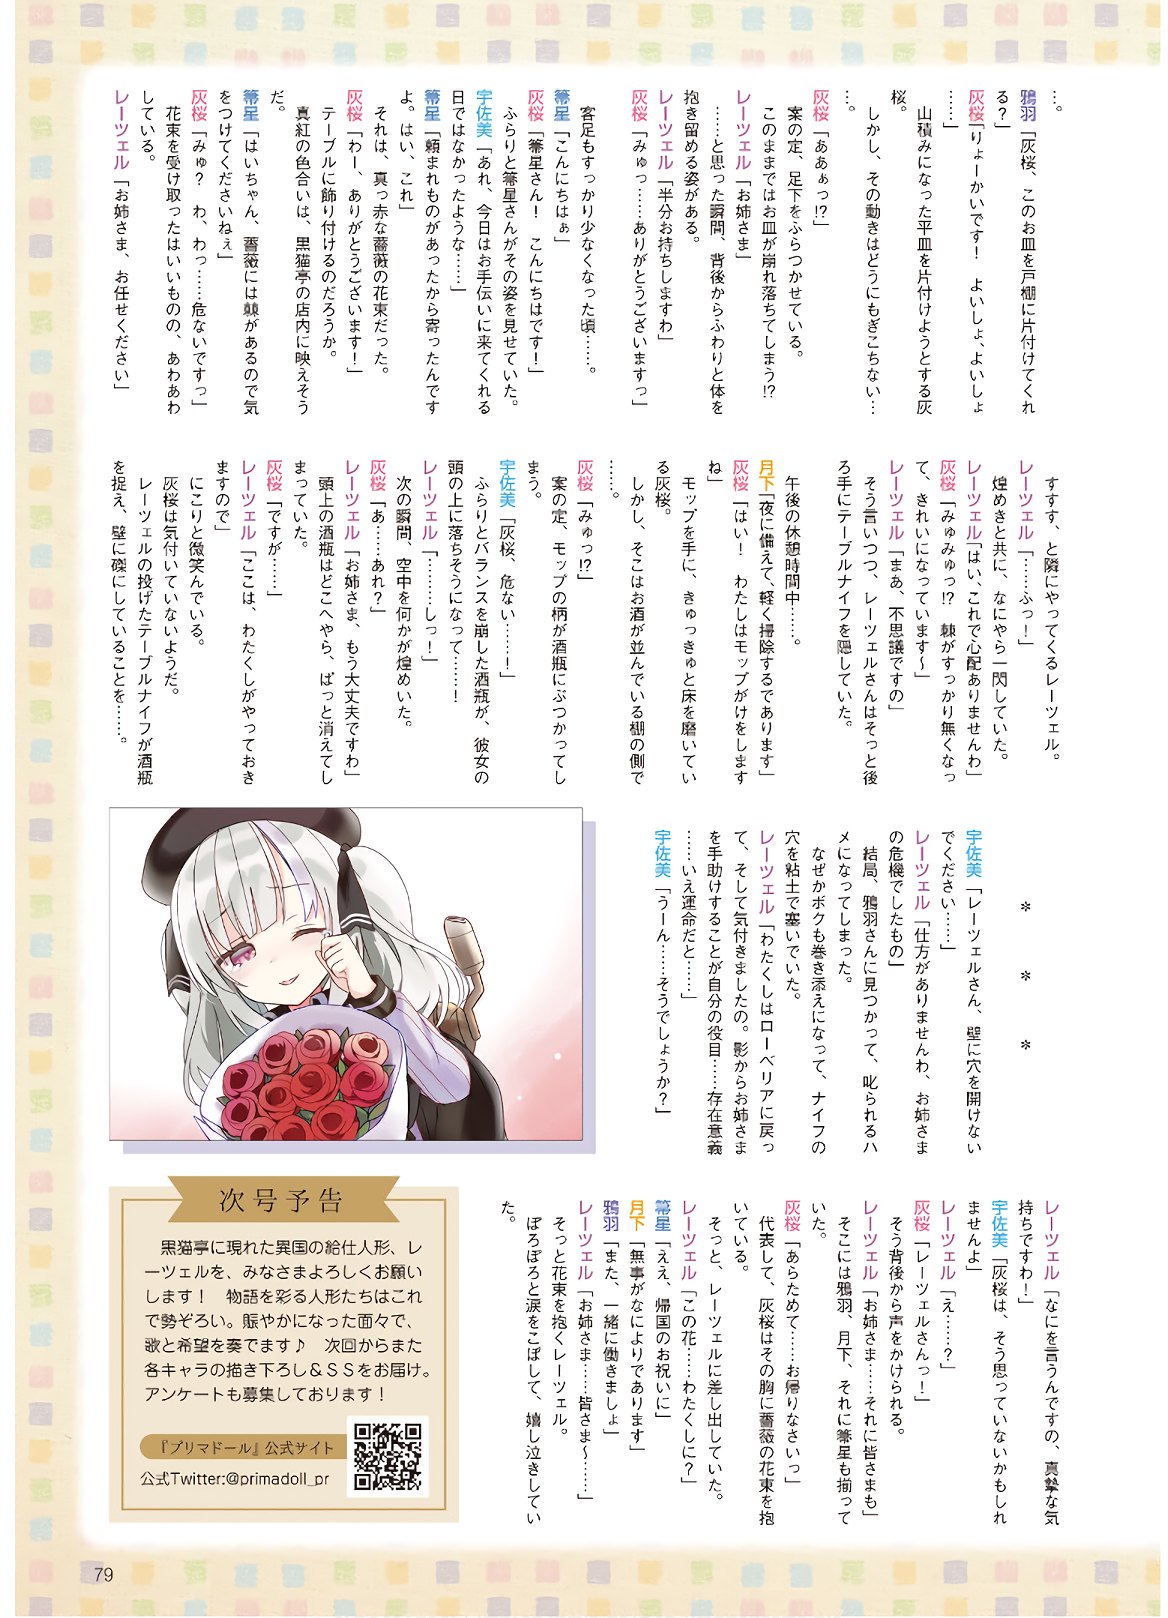 …。
鴉羽「灰桜、このお皿を戸棚に片付けてくれ
る？」
灰桜「りょーかいです！　よいしょ、よいしょ
……」
山積みになった平皿を片付けようとする灰
桜。
しかし、その動きはどうにもぎこちない…
…。
灰桜「ああぁっ!?」
案の定、足下をふらつかせている。
このままではお皿が崩れ落ちてしまう!?
レーツェル「お姉さま」
……と思った瞬間、背後からふわりと体を
抱き留める姿がある。
レーツェル「半分お持ちしますわ」
灰桜「みゅっ……ありがとうございますっ」
客足もすっかり少なくなった頃……。
箒星「こんにちはぁ」
灰桜「箒星さん！　こんにちはです！」
ふらりと箒星さんがその姿を見せていた。
宇佐美「あれ、今日はお手伝いに来てくれる
日ではなかったような……」
箒星「頼まれものがあったから寄ったんです
よ。はい、これ」
それは、真っ赤な薔薇の花束だった。
灰桜「わー、ありがとうございます！」
テーブルに飾り付けるのだろうか。
真紅の色合いは、黒猫亭の店内に映えそう
だ。
箒星「はいちゃん、薔薇には棘があるので気
をつけてくださいねぇ」
灰桜「みゅ？　わ、わっ……危ないですっ」
花束を受け取ったはいいものの、あわあわ
している。
レーツェル「お姉さま、お任せください」
すすす、と隣にやってくるレーツェル。
レーツェル「……ふっ！」
煌めきと共に、なにやら一閃していた。
レーツェル「はい、これで心配ありませんわ」
灰桜「みゅみゅっ!?　棘がすっかり無くなっ
て、きれいになっています～」
レーツェル「まあ、不思議ですの」
そう言いつつ、レーツェルさんはそっと後
ろ手にテーブルナイフを隠していた。
午後の休憩時間中……。
月下「夜に備えて、軽く掃除するであります」
灰桜「はい！　わたしはモップがけをします
ね」
モップを手に、きゅっきゅと床を磨いてい
る灰桜。
しかし、そこはお酒が並んでいる棚の側で
……。
灰桜「みゅっ!?」
案の定、モップの柄が酒瓶にぶつかってし
まう。
宇佐美「灰桜、危ない……！」
ふらりとバランスを崩した酒瓶が、彼女の
頭の上に落ちそうになって……！
レーツェル「………しっ！」
次の瞬間、空中を何かが煌めいた。
灰桜「あ……あれ？」
レーツェル「お姉さま、もう大丈夫ですわ」
頭上の酒瓶はどこへやら、ぱっと消えてし
まっていた。
灰桜「ですが……」
レーツェル「ここは、わたくしがやっておき
ますので」
にこりと微笑んでいる。
灰桜は気付いていないようだ。
レーツェルの投げたテーブルナイフが酒瓶
を捉え、壁に磔にしていることを……。
＊　＊　＊
宇佐美「レーツェルさん、壁に穴を開けない
でください……」
レーツェル「仕方がありませんわ、お姉さま
の危機でしたもの」
結局、鴉羽さんに見つかって、叱られるハ
メになってしまった。
なぜかボクも巻き添えになって、ナイフの
穴を粘土で塞いでいた。
レーツェル「わたくしはローベリアに戻っ
て、そして気付きましたの。影からお姉さま
を手助けすることが自分の役目……存在意義
……いえ運命だと……」
宇佐美「うーん……そうでしょうか？」
レーツェル「なにを言うんですの、真摯な気
持ちですわ！」
宇佐美「灰桜は、そう思っていないかもしれ
ませんよ」
レーツェル「え……？」
灰桜「レーツェルさんっ！」
そう背後から声をかけられる。
レーツェル「お姉さま……それに皆さまも」
そこには鴉羽、月下、それに箒星も揃って
いた。
灰桜「あらためて……お帰りなさいっ」
代表して、灰桜はその胸に薔薇の花束を抱
いている。
そっと、レーツェルに差し出していた。
レーツェル「この花……わたくしに？」
箒星「ええ、帰国のお祝いに」
月下「無事がなによりであります」
鴉羽「また、一緒に働きましょ」
レーツェル「お姉さま……皆さま～……」
そっと花束を抱くレーツェル。
ぽろぽろと涙をこぼして、嬉し泣きしてい
た。
次号予告
黒猫亭に現れた異国の給仕人形、レ
ーツェルを、みなさまよろしくお願い
します！　物語を彩る人形たちはこれ
で勢ぞろい。賑やかになった面々で、
歌と希望を奏でます♪　次回からまた
各キャラの描き下ろし＆ＳＳをお届け。
アンケートも募集しております！
『プリマドール』公式サイト
公式Twitter:@primadoll_pr
79